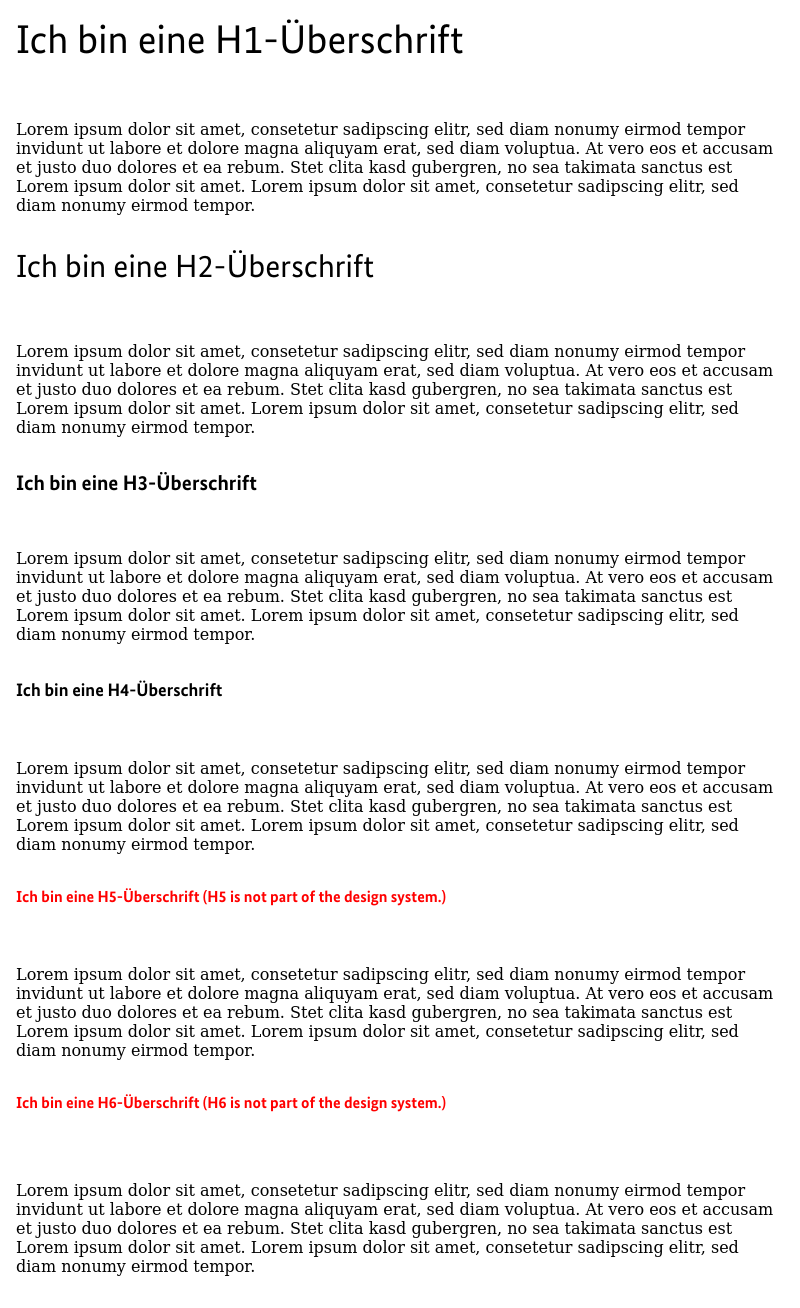 Ich bin eine H1-Überschrift
Lorem ipsum dolor sit amet, consetetur sadipscing elitr, sed diam nonumy eirmod tempor
invidunt ut labore et dolore magna aliquyam erat, sed diam voluptua. At vero eos et accusam
et justo duo dolores et ea rebum. Stet clita kasd gubergren, no sea takimata sanctus est
Lorem ipsum dolor sit amet. Lorem ipsum dolor sit amet, consetetur sadipscing elitr, sed
diam nonumy eirmod tempor.
Ich bin eine H2-Überschrift
Lorem ipsum dolor sit amet, consetetur sadipscing elitr, sed diam nonumy eirmod tempor
invidunt ut labore et dolore magna aliquyam erat, sed diam voluptua. At vero eos et accusam
et justo duo dolores et ea rebum. Stet clita kasd gubergren, no sea takimata sanctus est
Lorem ipsum dolor sit amet. Lorem ipsum dolor sit amet, consetetur sadipscing elitr, sed
diam nonumy eirmod tempor.
Ich bin eine H3-Überschrift
Lorem ipsum dolor sit amet, consetetur sadipscing elitr, sed diam nonumy eirmod tempor
invidunt ut labore et dolore magna aliquyam erat, sed diam voluptua. At vero eos et accusam
et justo duo dolores et ea rebum. Stet clita kasd gubergren, no sea takimata sanctus est
Lorem ipsum dolor sit amet. Lorem ipsum dolor sit amet, consetetur sadipscing elitr, sed
diam nonumy eirmod tempor.
Ich bin eine H4-Überschrift
Lorem ipsum dolor sit amet, consetetur sadipscing elitr, sed diam nonumy eirmod tempor
invidunt ut labore et dolore magna aliquyam erat, sed diam voluptua. At vero eos et accusam
et justo duo dolores et ea rebum. Stet clita kasd gubergren, no sea takimata sanctus est
Lorem ipsum dolor sit amet. Lorem ipsum dolor sit amet, consetetur sadipscing elitr, sed
diam nonumy eirmod tempor.
Ich bin eine H5-Überschrift (H5 is not part of the design system.)
Lorem ipsum dolor sit amet, consetetur sadipscing elitr, sed diam nonumy eirmod tempor
invidunt ut labore et dolore magna aliquyam erat, sed diam voluptua. At vero eos et accusam
et justo duo dolores et ea rebum. Stet clita kasd gubergren, no sea takimata sanctus est
Lorem ipsum dolor sit amet. Lorem ipsum dolor sit amet, consetetur sadipscing elitr, sed
diam nonumy eirmod tempor.
Ich bin eine H6-Überschrift (H6 is not part of the design system.)
Lorem ipsum dolor sit amet, consetetur sadipscing elitr, sed diam nonumy eirmod tempor
invidunt ut labore et dolore magna aliquyam erat, sed diam voluptua. At vero eos et accusam
et justo duo dolores et ea rebum. Stet clita kasd gubergren, no sea takimata sanctus est
Lorem ipsum dolor sit amet. Lorem ipsum dolor sit amet, consetetur sadipscing elitr, sed
diam nonumy eirmod tempor.